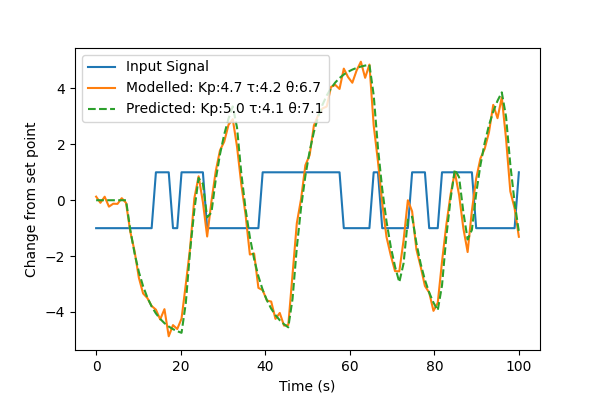 Input Signal
Modelled: Kp:4.7 τ:4.2 θ:6.7
Predicted: Kp:5.0 τ:4.1 θ:7.1
Change from set point
4
2
0
−2
−4
0 20 40 60 80 100
Time (s)